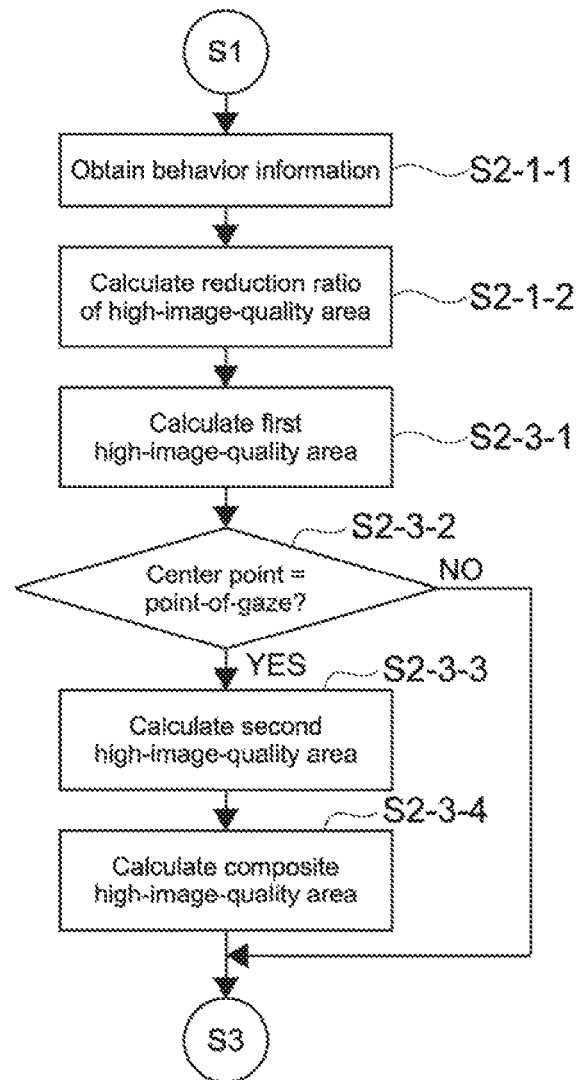 S1
Obtain behavior information
S2-1-1
Calculate reduction ratio
of high-image-quality area
S2-1-2
Calculate first
high-image-quality area
S2-3-1
S2-3-2
Center point =
point-of-gaze?
NO
YES
S2-3-3
Calculate second
high-image-quality area
S2-3-4
Calculate composite
high-image-quality area
S3